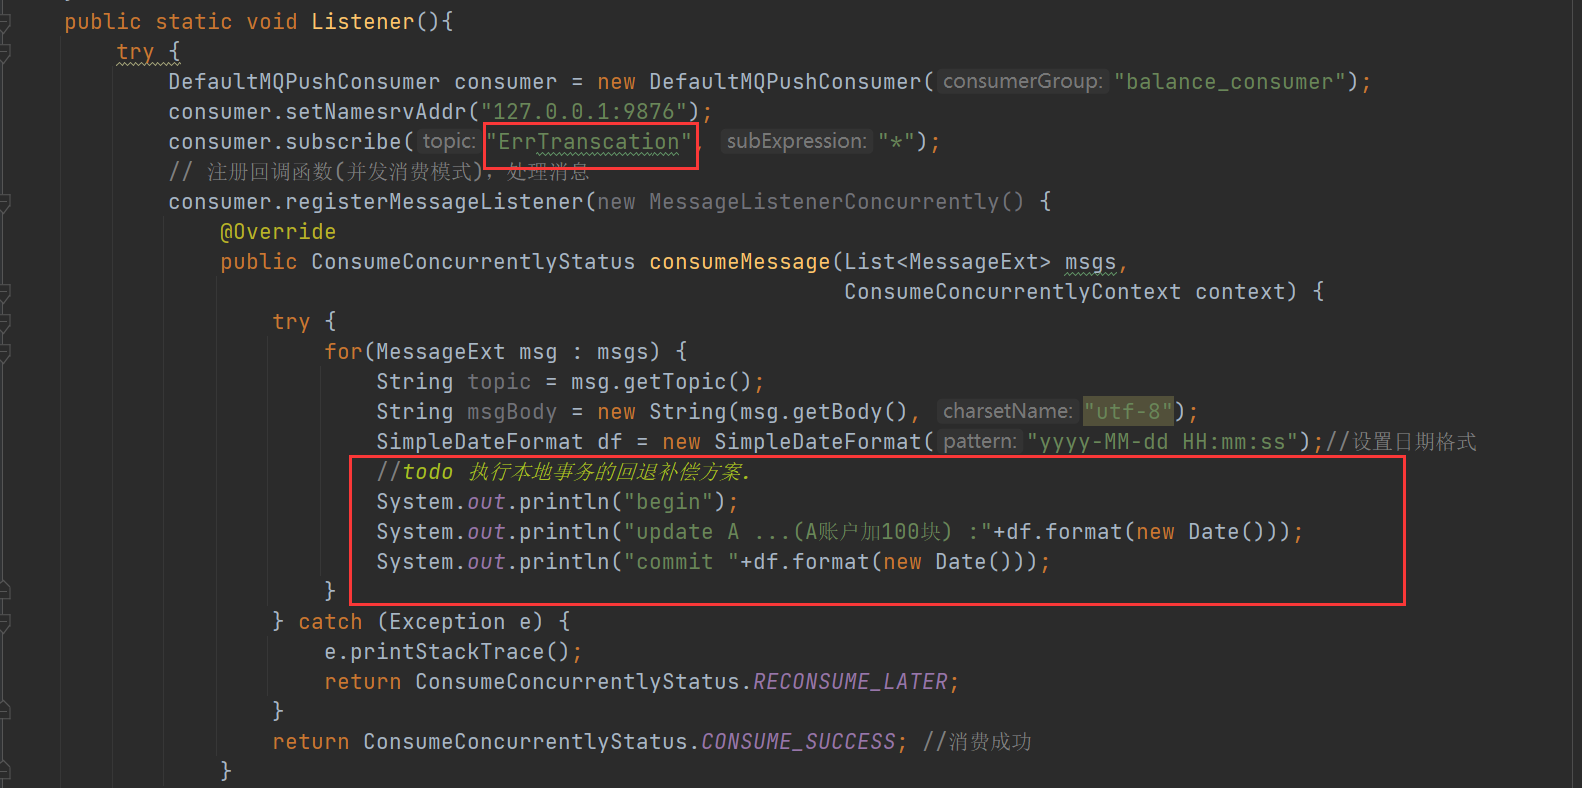 public static void Listener(){
try {
DefaultMQPushConsumer consumer = new DefaultMQPushConsumer( consumerGroup: "balance_consumer");
consumer.setNamesrvAddr("127.0.0.1:9876");
consumer.subscribe( topic: "ErrTranscation", subExpression: "*");
// 注册回调函数(并发消费模式)，处理消息
consumer.registerMessageListener(new MessageListenerConcurrently() {
@Override
public ConsumeConcurrentlyStatus consumeMessage(List<MessageExt> msgs,
ConsumeConcurrentlyContext context) {
try {
for(MessageExt msg : msgs) {
String topic = msg.getTopic();
String msgBody = new String(msg.getBody(), charsetName: "utf-8");
SimpleDateFormat df = new SimpleDateFormat( pattern: "yyyy-MM-dd HH:mm:ss");//设置日期格式
//todo 执行本地事务的回退补偿方案.
System.out.println("begin");
System.out.println("update A ...(A账户加100块) :"+df.format(new Date()));
System.out.println("commit "+df.format(new Date()));
}
} catch (Exception e) {
e.printStackTrace();
return ConsumeConcurrentlyStatus.RECONSUME_LATER;
}
return ConsumeConcurrentlyStatus.CONSUME_SUCCESS; //消费成功
}